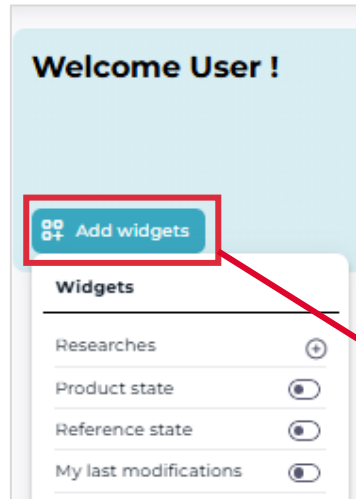 Welcome User !
Add widgets
Widgets
Researches
Product state
Reference state
My last modifications